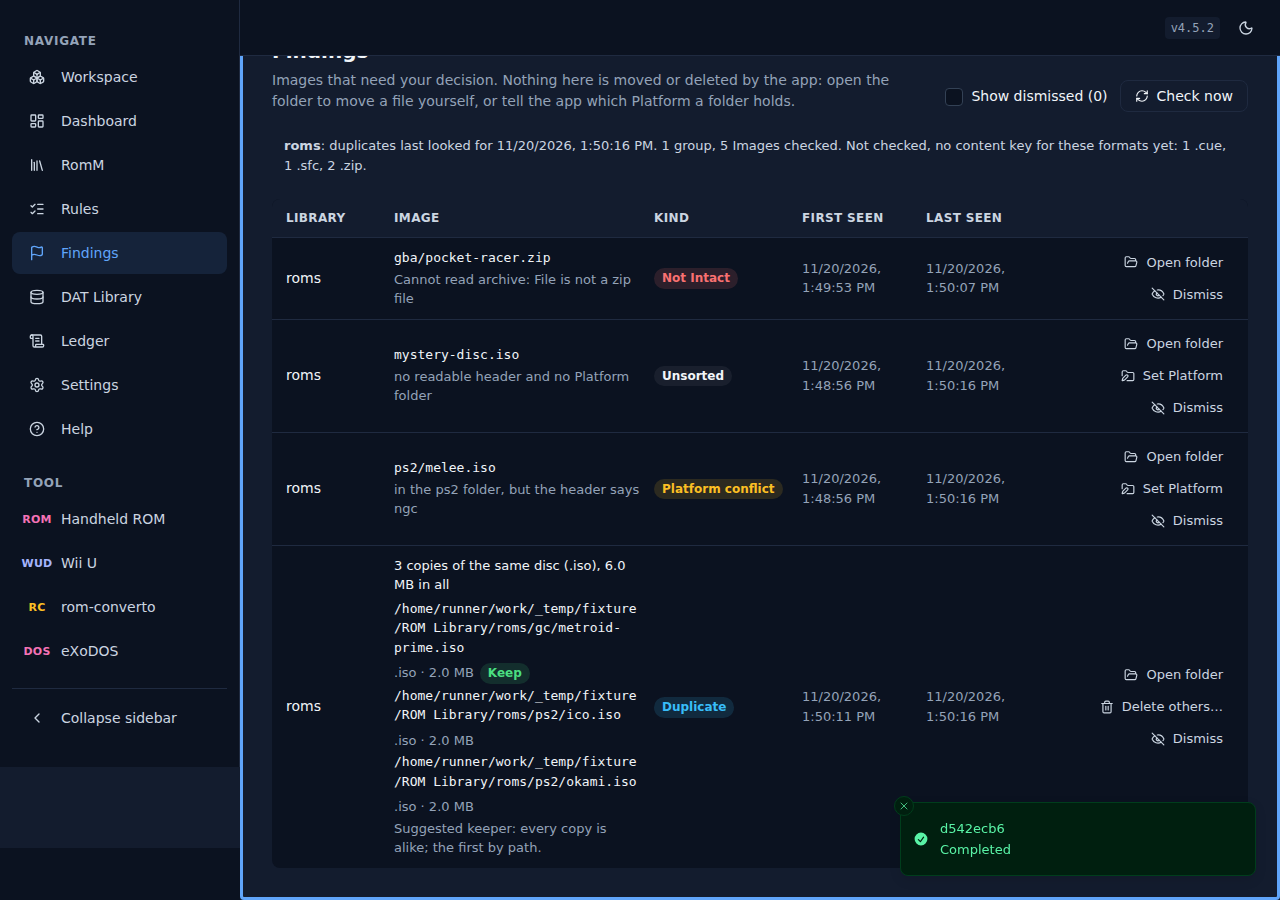 NAVIGATE
Workspace
Dashboard
RomM
Rules
Findings
DAT Library
Ledger
Settings
Help
TOOL
ROM Handheld ROM
WUD Wii U
RC rom-converto
DOS eXoDOS
Collapse sidebar
v4.5.2
Findings
Images that need your decision. Nothing here is moved or deleted by the app: open the
folder to move a file yourself, or tell the app which Platform a folder holds.
Show dismissed (0)
Check now
roms: duplicates last looked for 11/20/2026, 1:50:16 PM. 1 group, 5 Images checked. Not checked, no content key for these formats yet: 1 .cue,
1 .sfc, 2 .zip.
LIBRARY IMAGE KIND FIRST SEEN LAST SEEN
roms
gba/pocket-racer.zip
Cannot read archive: File is not a zip
file
Not Intact
11/20/2026,
1:49:53 PM
11/20/2026,
1:50:07 PM
Open folder
Dismiss
roms
mystery-disc.iso
no readable header and no Platform
folder
Unsorted
11/20/2026,
1:48:56 PM
11/20/2026,
1:50:16 PM
Open folder
Set Platform
Dismiss
roms
ps2/melee.iso
in the ps2 folder, but the header says
ngc
Platform conflict
11/20/2026,
1:48:56 PM
11/20/2026,
1:50:16 PM
Open folder
Set Platform
Dismiss
roms
3 copies of the same disc (.iso), 6.0
MB in all
/home/runner/work/_temp/fixture
/ROM Library/roms/gc/metroid-
prime.iso
.iso · 2.0 MB Keep
/home/runner/work/_temp/fixture
/ROM Library/roms/ps2/ico.iso
.iso · 2.0 MB
/home/runner/work/_temp/fixture
/ROM Library/roms/ps2/okami.iso
.iso · 2.0 MB
Suggested keeper: every copy is
alike; the first by path.
Duplicate
11/20/2026,
1:50:11 PM
11/20/2026,
1:50:16 PM
Open folder
Delete others…
Dismiss
d542ecb6
Completed